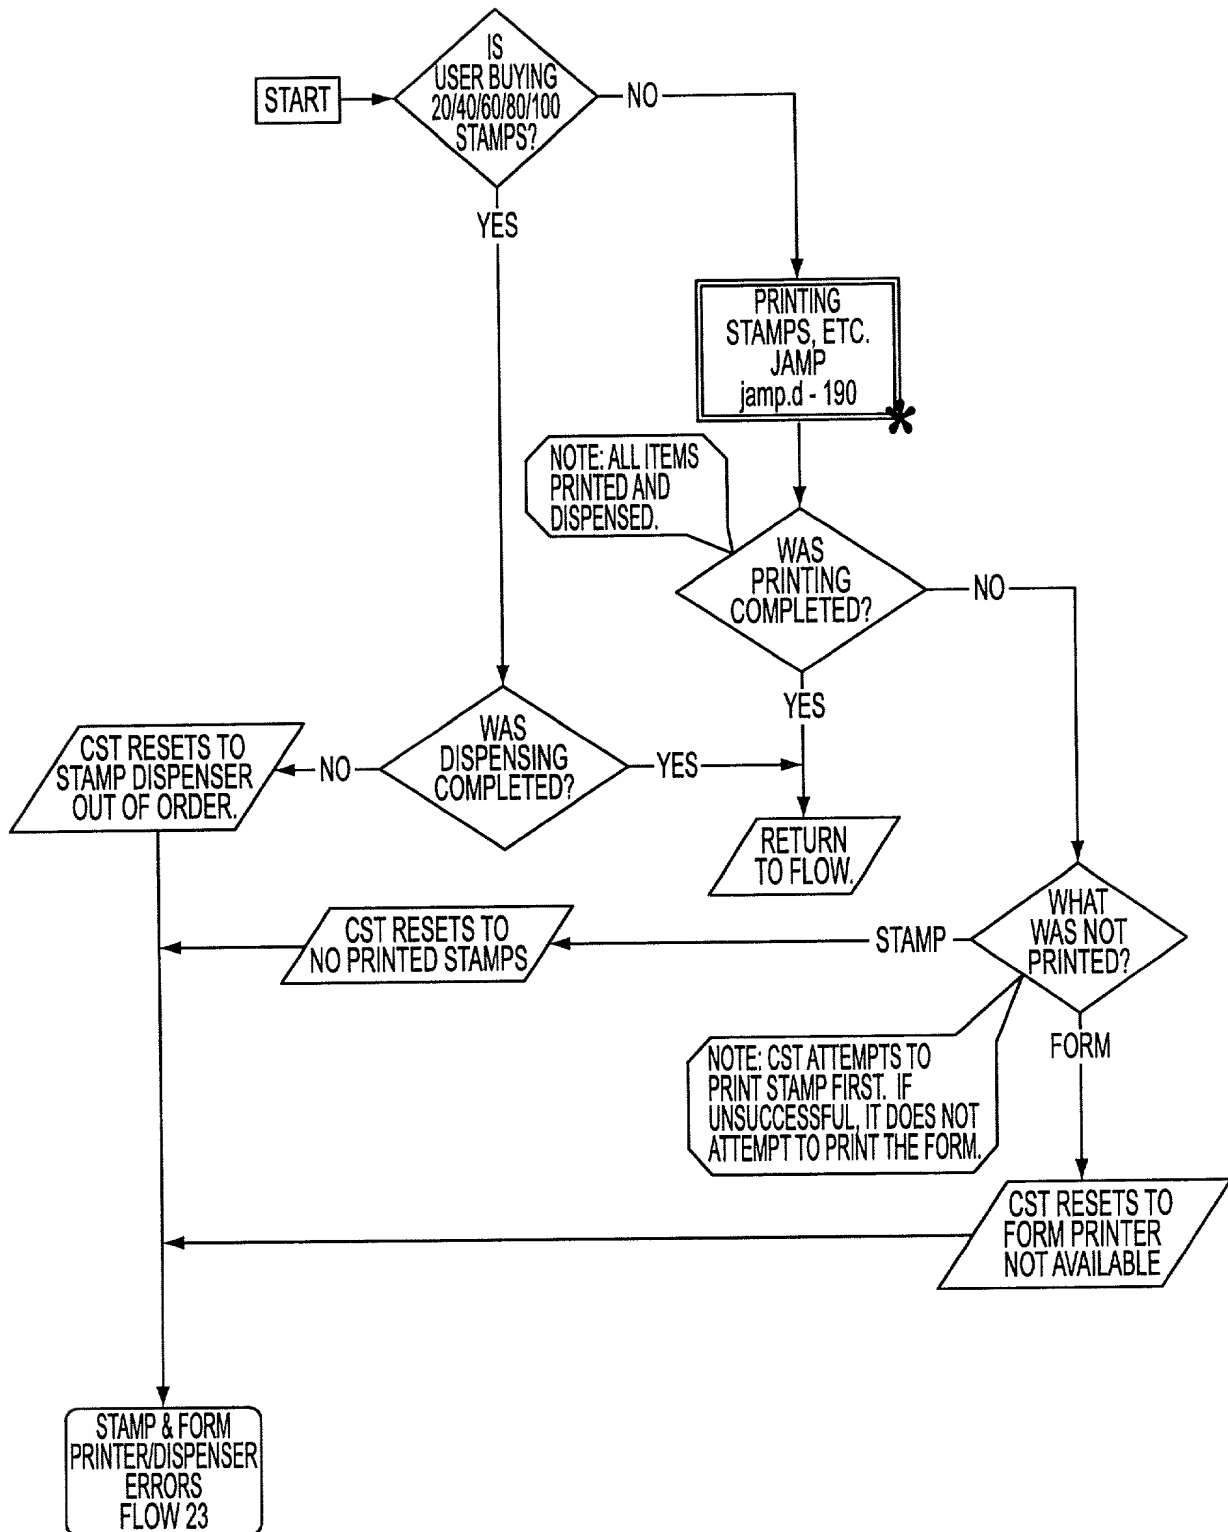 START
IS
USER BUYING
20/40/60/80/100
STAMPS?
NO
YES
PRINTING
STAMPS, ETC.
JAMP
jamp.d - 190
*
NOTE: ALL ITEMS
PRINTED AND
DISPENSED.
WAS
PRINTING
COMPLETED?
NO
YES
CST RESETS TO
STAMP DISPENSER
OUT OF ORDER.
NO
WAS
DISPENSING
COMPLETED?
YES
RETURN
TO FLOW.
WHAT
WAS NOT
PRINTED?
STAMP
CST RESETS TO
NO PRINTED STAMPS
FORM
NOTE: CST ATTEMPTS TO
PRINT STAMP FIRST. IF
UNSUCCESSFUL, IT DOES NOT
ATTEMPT TO PRINT THE FORM.
CST RESETS TO
FORM PRINTER
NOT AVAILABLE
STAMP & FORM
PRINTER/DISPENSER
ERRORS
FLOW 23